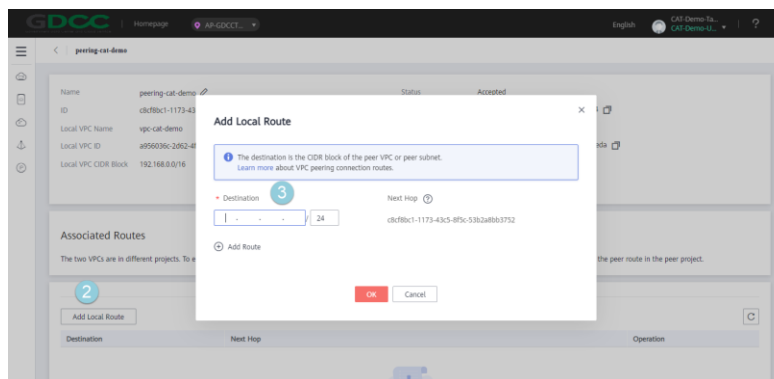 GDCC
Homepage
AP-GDCCT...
English
CAT-Demo-Ta...
CAT-Demo-U...
?
peering-cat-demo
Name peering-cat-demo
Status Accepted
ID c8cf8bc1-1173-43
Local VPC Name vpc-cat-demo
Local VPC ID a956036c-2d62-4
eda
Local VPC CIDR Block 192.168.0.0/16
Add Local Route
The destination is the CIDR block of the peer VPC or peer subnet.
Learn more about VPC peering connection routes.
* Destination
3
Next Hop ?
. . . / 24
c8cf8bc1-1173-43c5-8f5c-53b2a8bb3752
Add Route
OK
Cancel
Associated Routes
The two VPCs are in different projects. To e
the peer route in the peer project.
2
Add Local Route
Destination
Next Hop
Operation